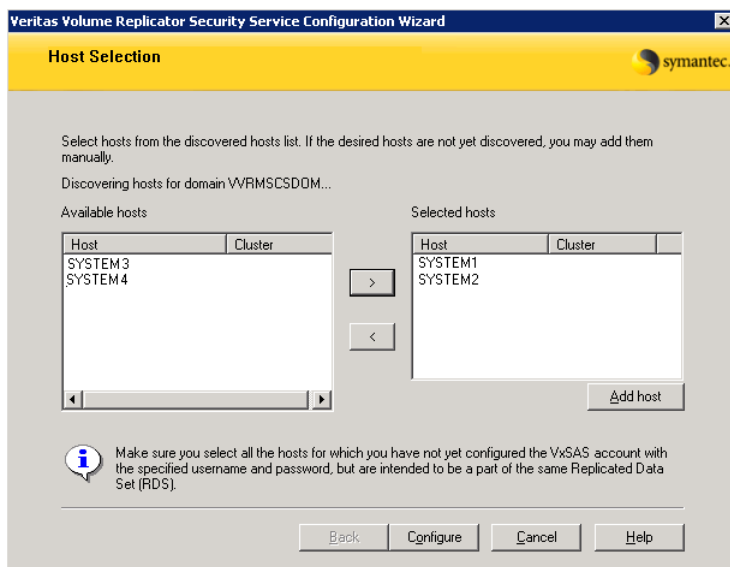 Veritas Volume Replicator Security Service Configuration Wizard
Host Selection
symantec.
Select hosts from the discovered hosts list. If the desired hosts are not yet discovered, you may add them
manually.
Discovering hosts for domain VVRMSCSDOM...
Available hosts
Selected hosts
Host Cluster
Host Cluster
SYSTEM3
SYSTEM4
SYSTEM1
SYSTEM2
>
<
Add host
Make sure you select all the hosts for which you have not yet configured the VxSAS account with
the specified username and password, but are intended to be a part of the same Replicated Data
Set (RDS).
Back Configure Cancel Help